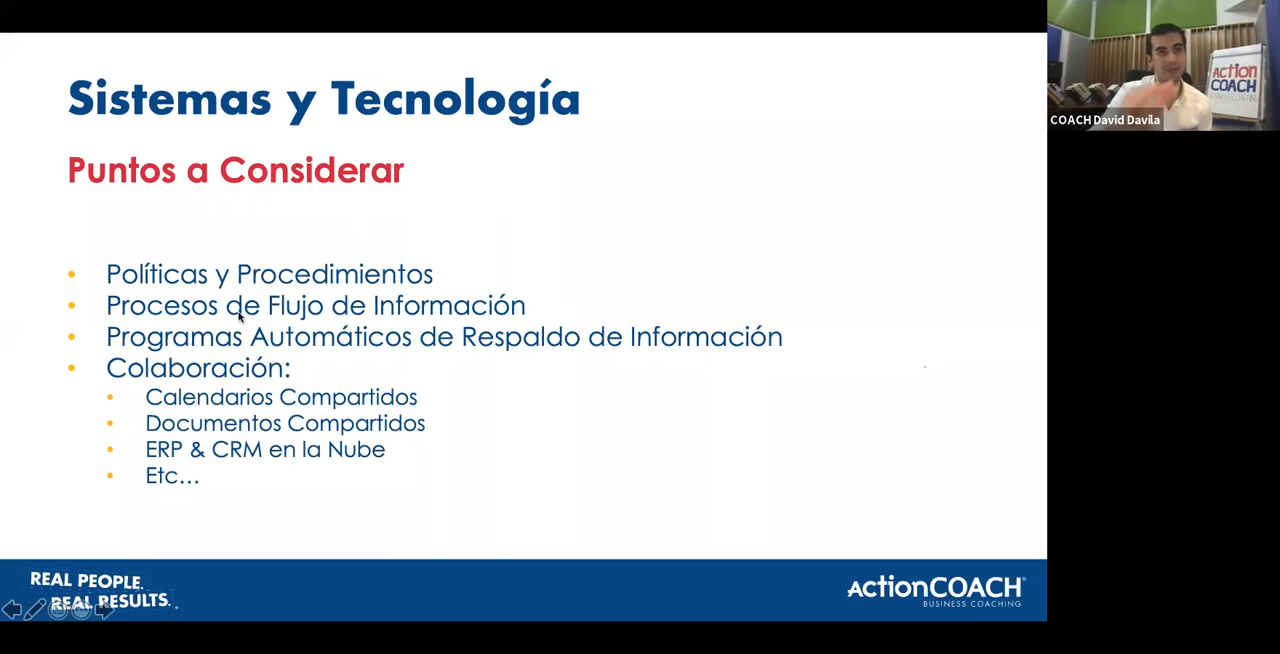 Sistemas y Tecnología
Puntos a Considerar
• Políticas y Procedimientos
• Procesos de Flujo de Información
• Programas Automáticos de Respaldo de Información
• Colaboración:
• Calendarios Compartidos
• Documentos Compartidos
• ERP & CRM en la Nube
• Etc...
REAL PEOPLE.
REAL RESULTS.
ActionCOACH®
BUSINESS COACHING
ACTION
COACH
COACH David Davila